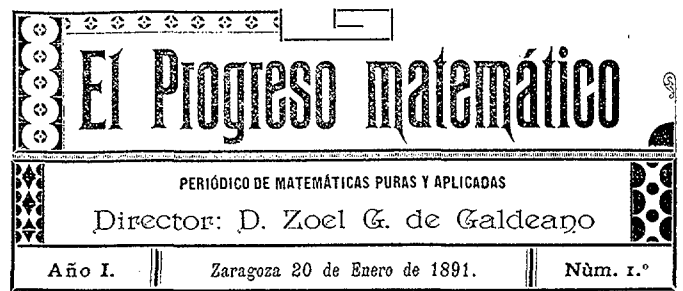 El Progreso matemático
PERIÓDICO DE MATEMÁTICAS PURAS Y APLICADAS
Director: D. Zoel G. de Galdeano
Año I. Zaragoza 20 de Enero de 1891. Núm. 1.º